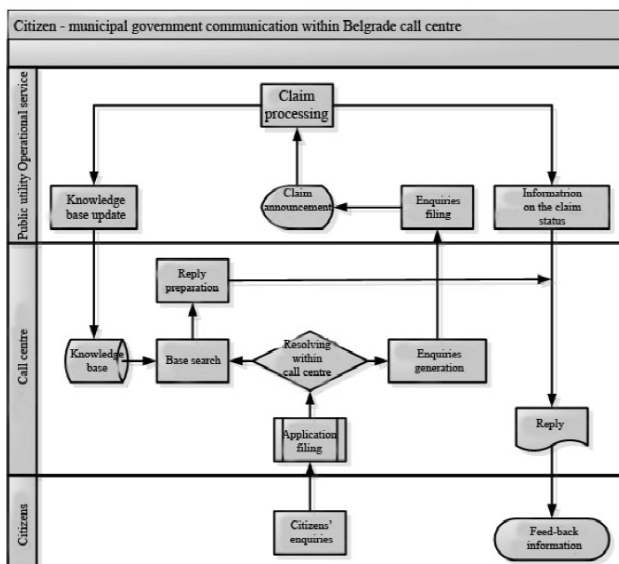 Citizen - municipal government communication within Belgrade call centre
Public utility Operational service
Claim
processing
Knowledge
base update
Claim
announcement
Enquiries
filing
Informatrion
on the claim
status
Call centre
Reply
preparation
Knowledge
base
Base search
Resolving
within
call centre
Enquiries
generation
Application
filing
Reply
Citizens
Citizens'
enquiries
Feed-back
information